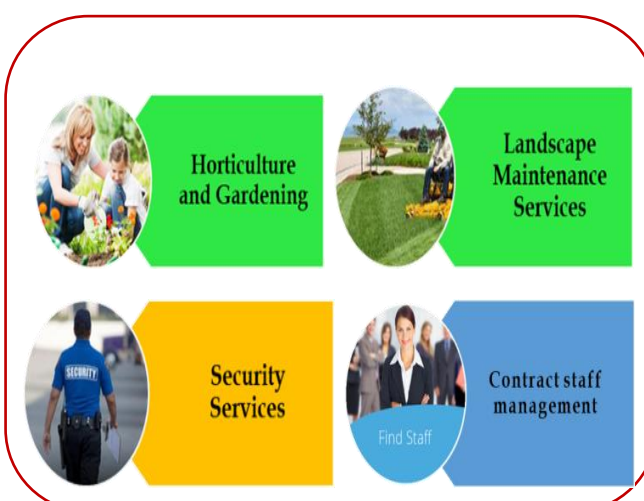 Horticulture
and Gardening
Landscape
Maintenance
Services
SECURITY
Security
Services
Find Staff
Contract staff
management